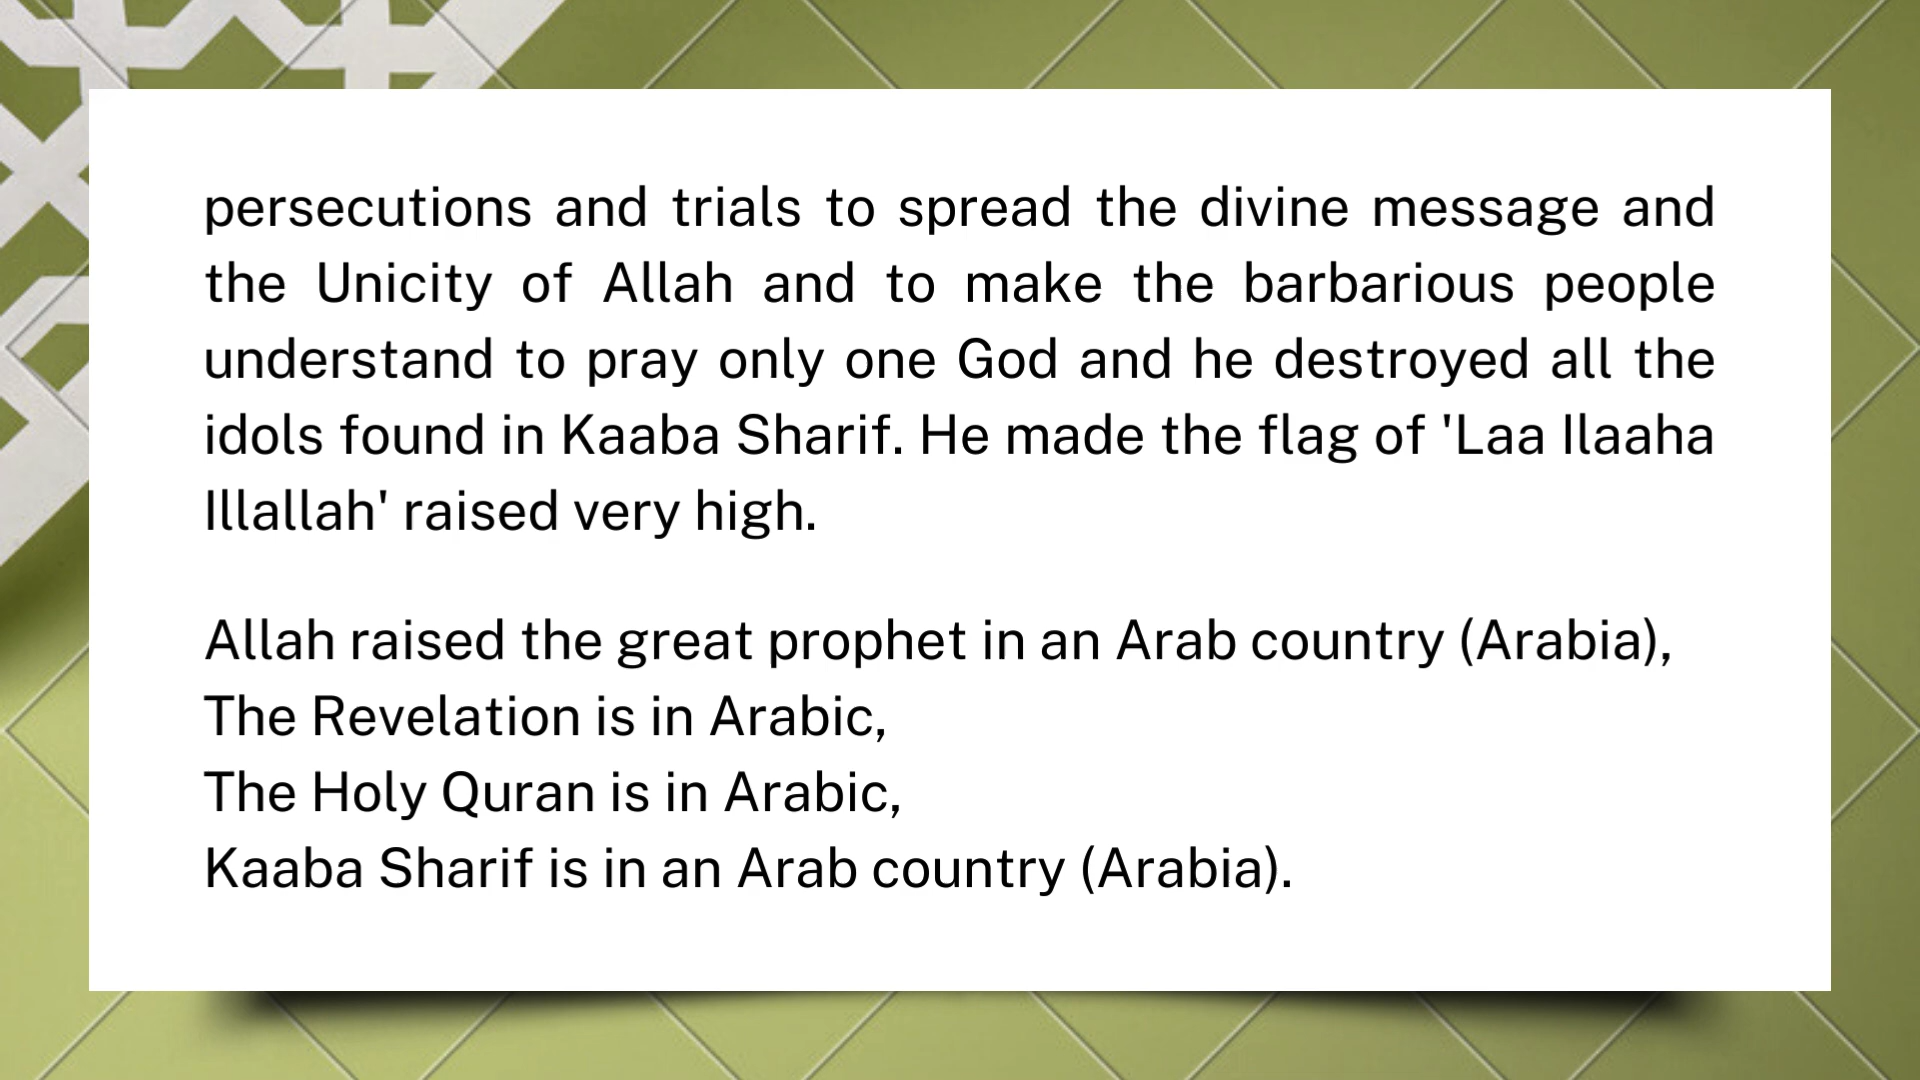 persecutions and trials to spread the divine message and
the Unicity of Allah and to make the barbarious people
understand to pray only one God and he destroyed all the
idols found in Kaaba Sharif. He made the flag of 'Laa Ilaaha
Illallah' raised very high.
Allah raised the great prophet in an Arab country (Arabia),
The Revelation is in Arabic,
The Holy Quran is in Arabic,
Kaaba Sharif is in an Arab country (Arabia).